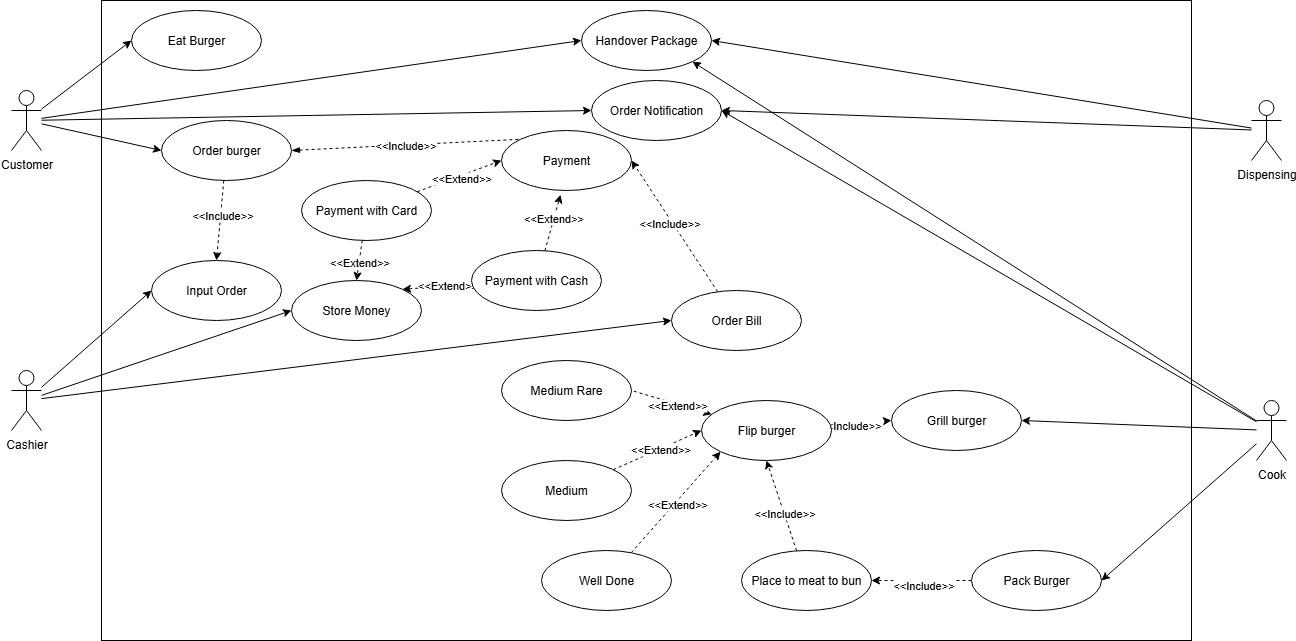 Eat Burger
Handover Package
Order Notification
Customer
Order burger
<<Include>>
Payment
Dispensing
<<Extend>>
Payment with Card
<<Include>>
<<Extend>>
<<Include>>
<<Extend>>
Input Order
<<Extend>
Payment with Cash
Store Money
Order Bill
Medium Rare
<<Extend>>
Flip burger
Include>>
Grill burger
Cashier
<<Extend>>
Cook
Medium
<<Extend>>
<<Include>>
Well Done
Place to meat to bun
<<Include>>
Pack Burger